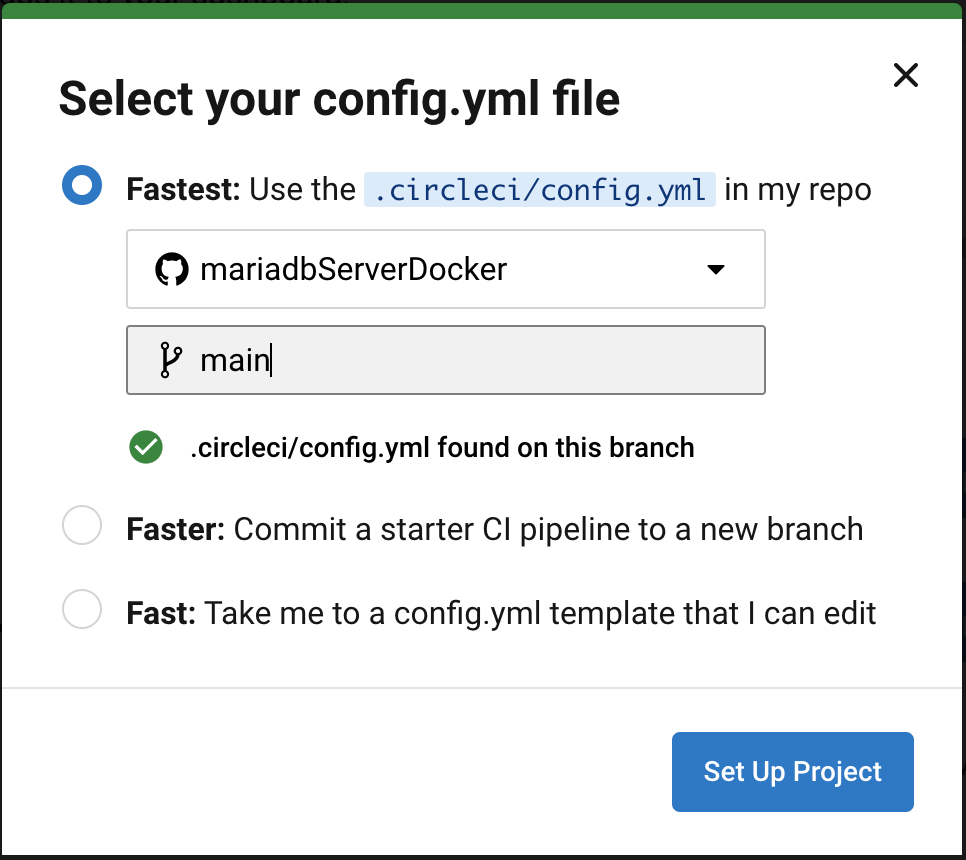 Select your config.yml file
Fastest: Use the .circleci/config.yml in my repo
mariadbServerDocker
main
.circleci/config.yml found on this branch
Faster: Commit a starter CI pipeline to a new branch
Fast: Take me to a config.yml template that I can edit
Set Up Project